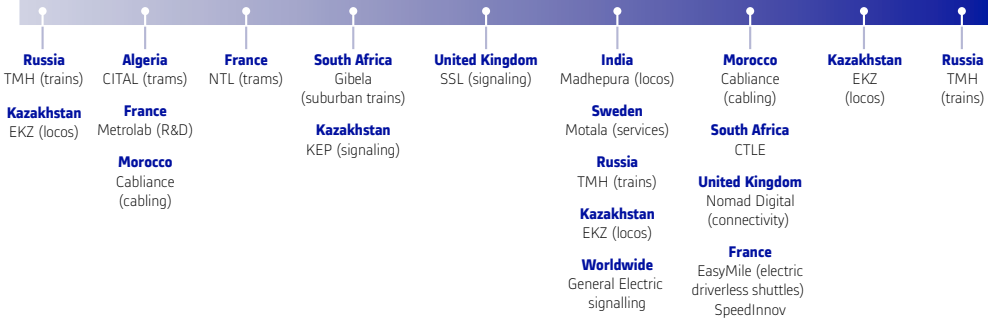 Russia
TMH (trains)
Kazakhstan
EKZ (locos)
Algeria
CITAL (trams)
France
Metrolab (R&D)
Morocco
Cabliance
(cabling)
France
NTL (trams)
South Africa
Gibela
(suburban trains)
Kazakhstan
KEP (signaling)
United Kingdom
SSL (signaling)
India
Madhepura (locos)
Sweden
Motala (services)
Russia
TMH (trains)
Kazakhstan
EKZ (locos)
Worldwide
General Electric
signalling
Morocco
Cabliance
(cabling)
South Africa
CTLE
United Kingdom
Nomad Digital
(connectivity)
France
EasyMile (electric
driverless shuttles)
SpeedInnov
Kazakhstan
EKZ
(locos)
Russia
TMH
(trains)